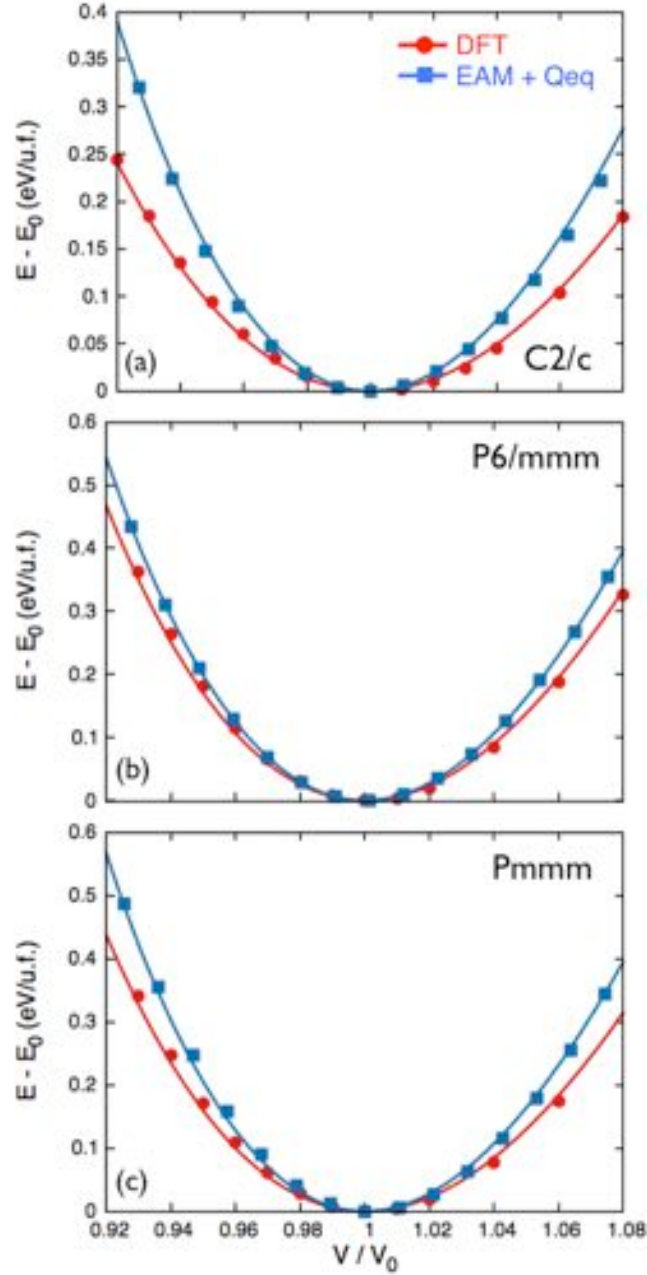 0.4
DFT
EAM + Qeq
0.35
0.3
0.25
0.2
0.15
0.1
0.05
0
E - E₀ (eV/u.f.)
(a)
C2/c
0.6
P6/mmm
0.5
0.4
0.3
0.2
0.1
0
E - E₀ (eV/u.f.)
(b)
Pmmm
0.6
0.5
0.4
0.3
0.2
0.1
0
E - E₀ (eV/u.f.)
(c)
0.92 0.94 0.96 0.98 1 1.02 1.04 1.06 1.08
V / V₀